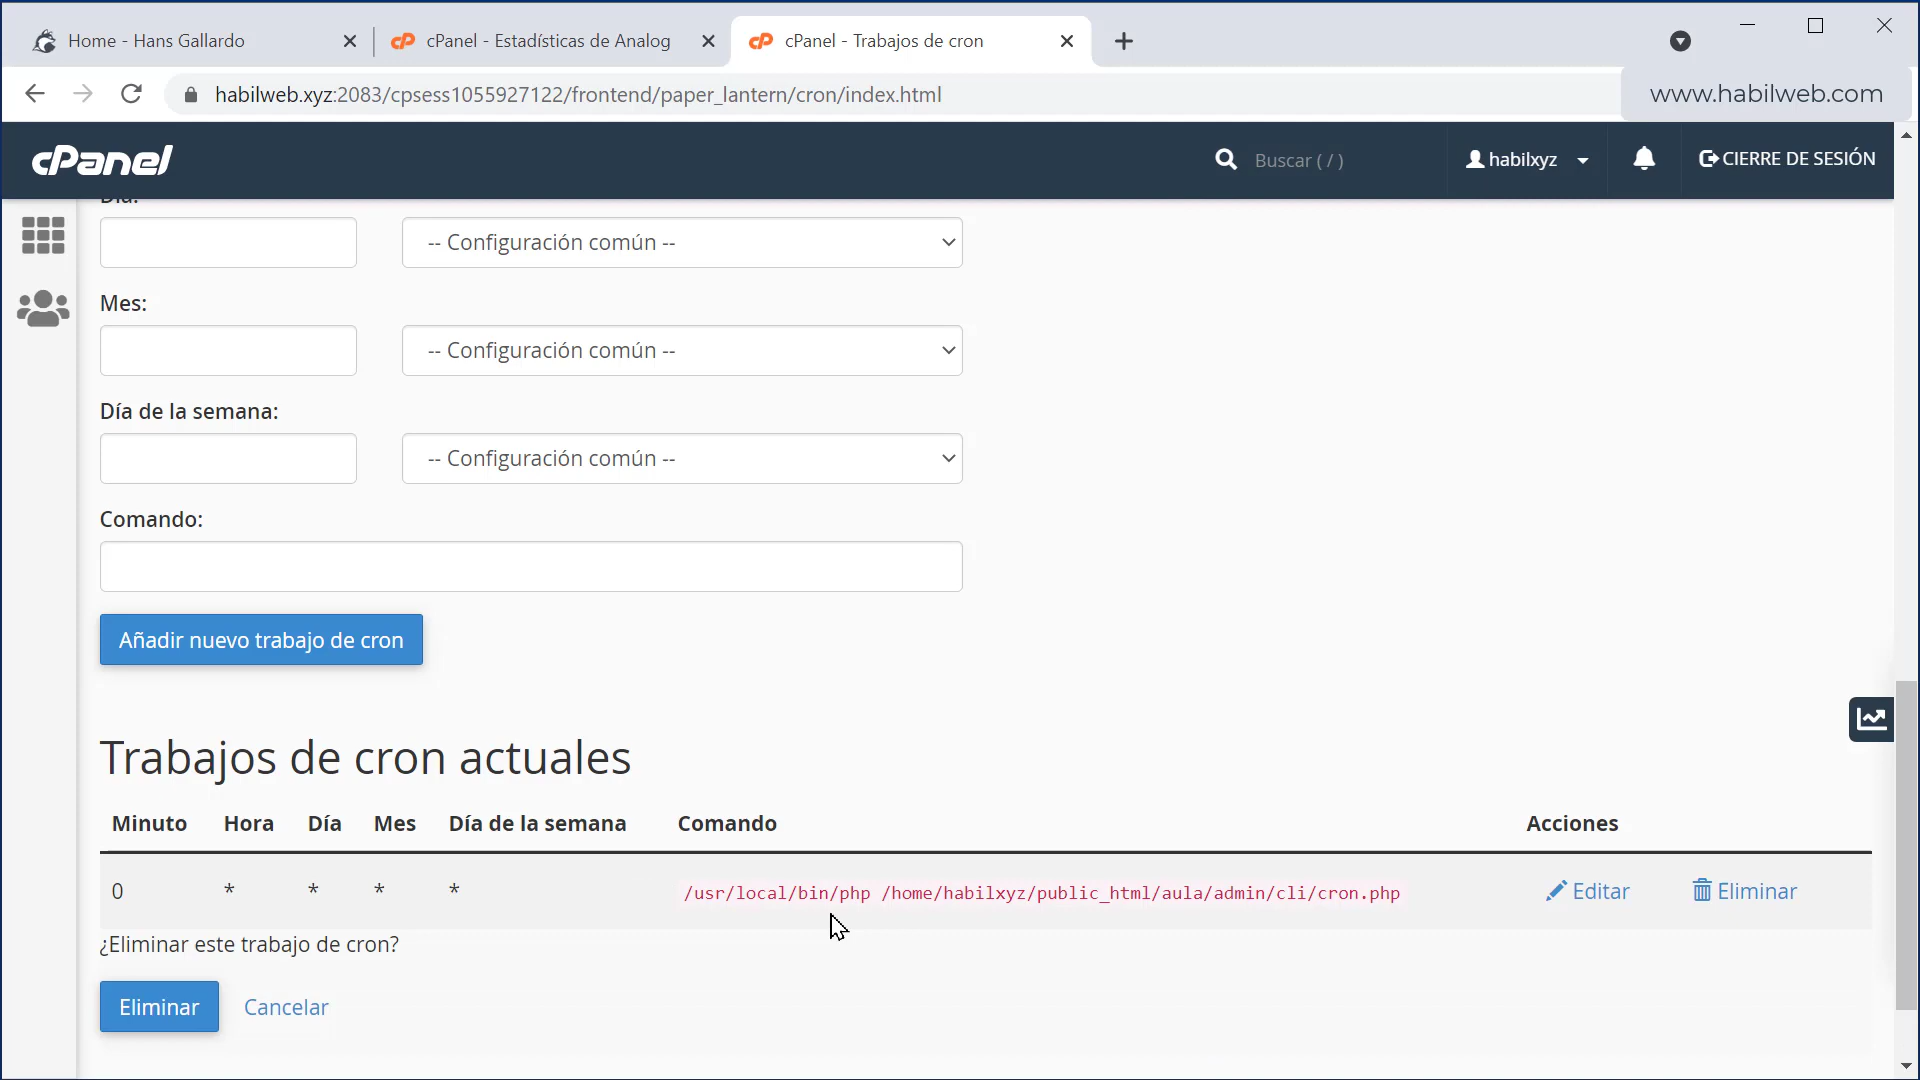 Home - Hans Gallardo
cPanel - Estadísticas de Analog
cPanel - Trabajos de cron
habilweb.xyz:2083/cpsess1055927122/frontend/paper_lantern/cron/index.html
www.habilweb.com
cPanel
Buscar ( / )
habilxyz
CIERRE DE SESIÓN
Día:
-- Configuración común --
Mes:
-- Configuración común --
Día de la semana:
-- Configuración común --
Comando:
Añadir nuevo trabajo de cron
Trabajos de cron actuales
Minuto Hora Día Mes Día de la semana Comando Acciones
0 * * * * /usr/local/bin/php /home/habilxyz/public_html/aula/admin/cli/cron.php Editar Eliminar
¿Eliminar este trabajo de cron?
Eliminar Cancelar